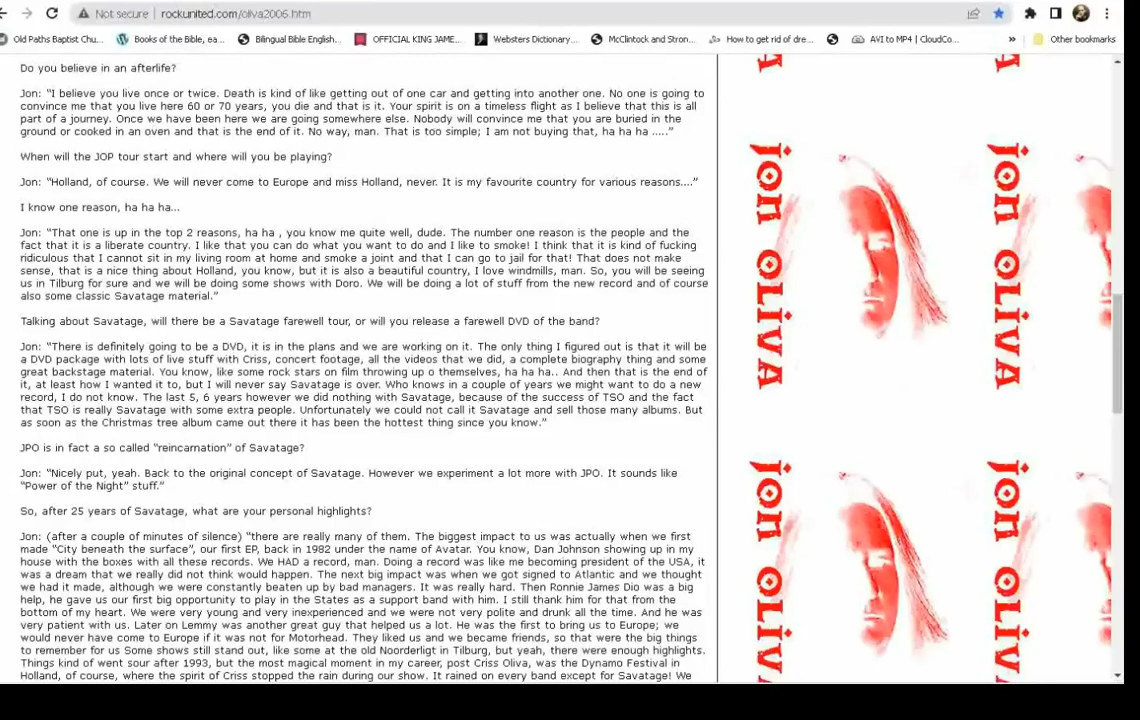 Not secure | rockunited.com/oliva2006.htm
Old Paths Baptist Chu... Books of the Bible, ea... Bilingual Bible English... OFFICIAL KING JAME... Websters Dictionary... McClintock and Stron... How to get rid of dre... AVI to MP4 | CloudCo... » Other bookmarks
Do you believe in an afterlife?
Jon: “I believe you live once or twice. Death is kind of like getting out of one car and getting into another one. No one is going to
convince me that you live here 60 or 70 years, you die and that is it. Your spirit is on a timeless flight as I believe that this is all
part of a journey. Once we have been here we are going somewhere else. Nobody will convince me that you are buried in the
ground or cooked in an oven and that is the end of it. No way, man. That is too simple; I am not buying that, ha ha ha .....”
When will the JOP tour start and where will you be playing?
Jon: “Holland, of course. We will never come to Europe and miss Holland, never. It is my favourite country for various reasons....”
I know one reason, ha ha ha...
Jon: “That one is up in the top 2 reasons, ha ha , you know me quite well, dude. The number one reason is the people and the
fact that it is a liberate country. I like that you can do what you want to do and I like to smoke! I think that it is kind of fucking
ridiculous that I cannot sit in my living room at home and smoke a joint and that I can go to jail for that! That does not make
sense, that is a nice thing about Holland, you know, but it is also a beautiful country, I love windmills, man. So, you will be seeing
us in Tilburg for sure and we will be doing some shows with Doro. We will be doing a lot of stuff from the new record and of course
also some classic Savatage material.”
Talking about Savatage, will there be a Savatage farewell tour, or will you release a farewell DVD of the band?
Jon: “There is definitely going to be a DVD, it is in the plans and we are working on it. The only thing I figured out is that it will be
a DVD package with lots of live stuff with Criss, concert footage, all the videos that we did, a complete biography thing and some
great backstage material. You know, like some rock stars on film throwing up o themselves, ha ha ha.. And then that is the end of
it, at least how I wanted it to, but I will never say Savatage is over. Who knows in a couple of years we might want to do a new
record, I do not know. The last 5, 6 years however we did nothing with Savatage, because of the success of TSO and the fact
that TSO is really Savatage with some extra people. Unfortunately we could not call it Savatage and sell those many albums. But
as soon as the Christmas tree album came out there it has been the hottest thing since you know.”
JPO is in fact a so called “reincarnation” of Savatage?
Jon: “Nicely put, yeah. Back to the original concept of Savatage. However we experiment a lot more with JPO. It sounds like
“Power of the Night” stuff.”
So, after 25 years of Savatage, what are your personal highlights?
Jon: (after a couple of minutes of silence) “there are really many of them. The biggest impact to us was actually when we first
made “City beneath the surface”, our first EP, back in 1982 under the name of Avatar. You know, Dan Johnson showing up in my
house with the boxes with all these records. We HAD a record, man. Doing a record was like me becoming president of the USA, it
was a dream that we really did not think would happen. The next big impact was when we got signed to Atlantic and we thought
we had it made, although we were constantly beaten up by bad managers. It was really hard. Then Ronnie James Dio was a big
help, he gave us our first big opportunity to play in the States as a support band with him. I still thank him for that from the
bottom of my heart. We were very young and very inexperienced and we were not very polite and drunk all the time. And he was
very patient with us. Later on Lemmy was another great guy that helped us a lot. He was the first to bring us to Europe; we
would never have come to Europe if it was not for Motorhead. They liked us and we became friends, so that were the big things
to remember for us Some shows still stand out, like some at the old Noorderligt in Tilburg, but yeah, there were enough highlights.
Things kind of went sour after 1993, but the most magical moment in my career, post Criss Oliva, was the Dynamo Festival in
Holland, of course, where the spirit of Criss stopped the rain during our show. It rained on every band except for Savatage! We
jon oliva
jon oliva
jon oliva
jon oliva